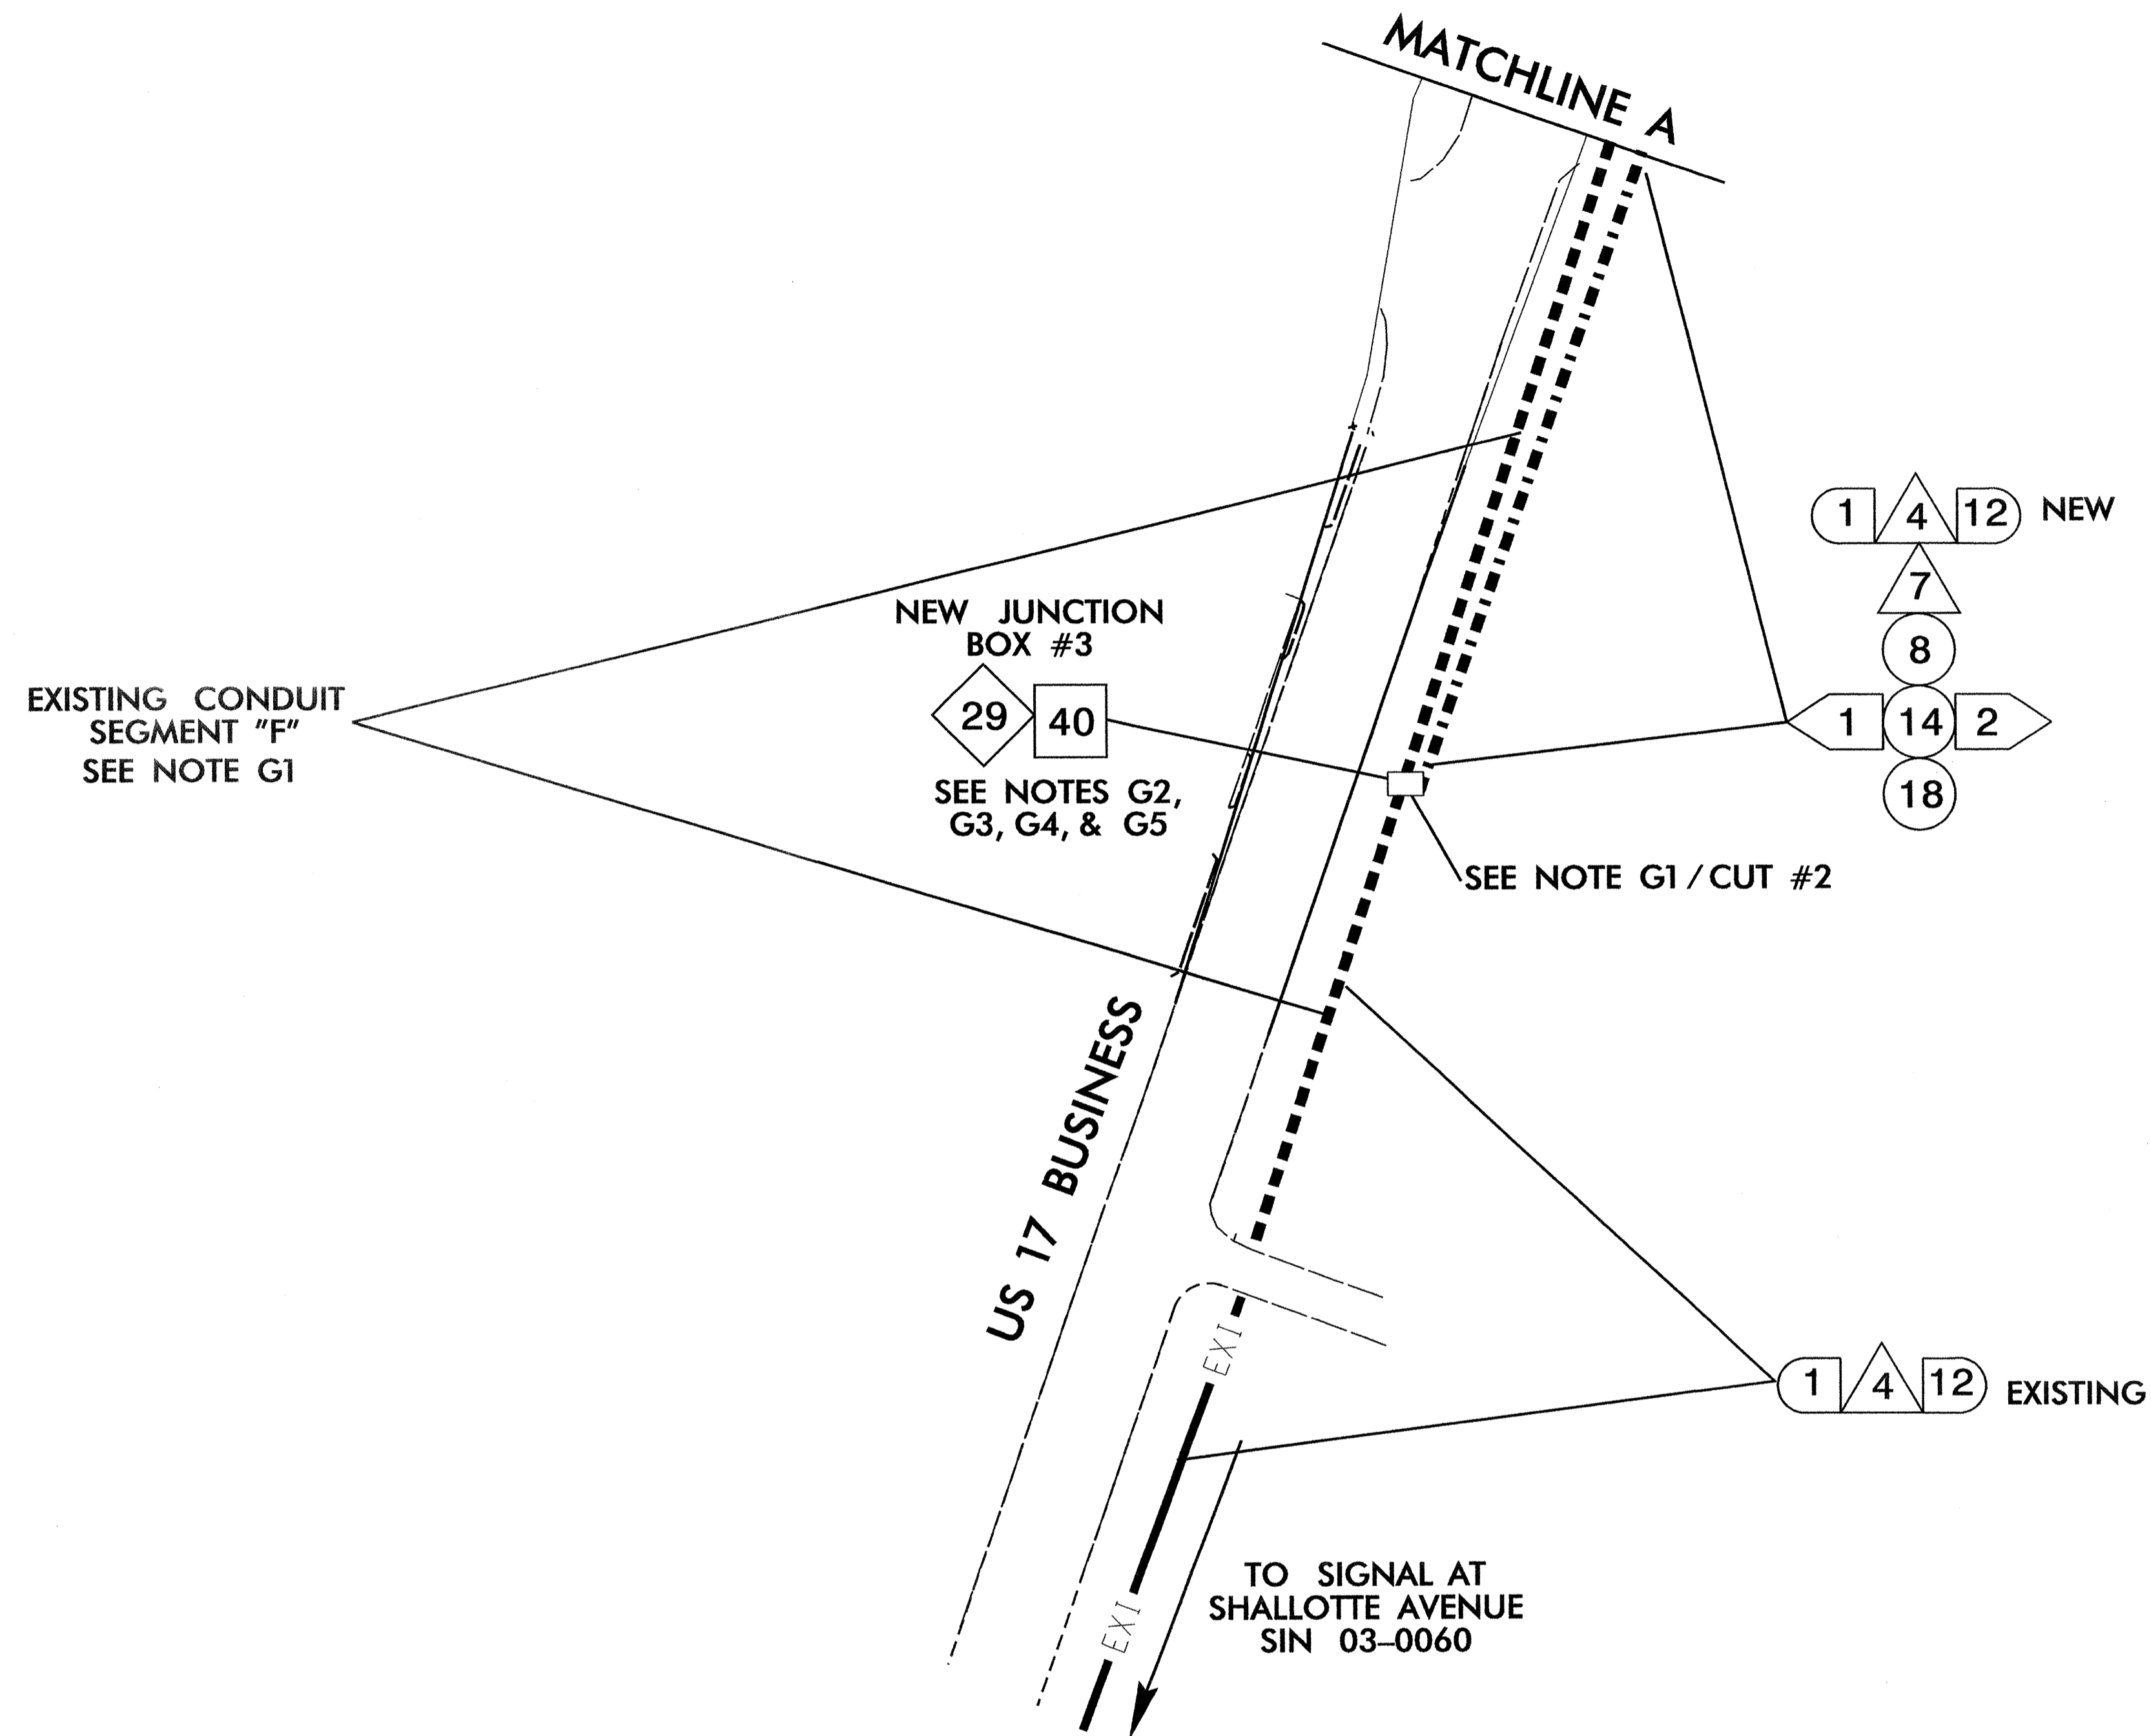 MATCHLINE A
1 4 12 NEW
7
8
1 14 2
18
NEW JUNCTION
BOX #3
29 40
SEE NOTES G2,
G3, G4, & G5
EXISTING CONDUIT
SEGMENT "F"
SEE NOTE G1
SEE NOTE G1/CUT #2
US 17 BUSINESS
EXI
1 4 12 EXISTING
EXI
TO SIGNAL AT
SHALLOTTE AVENUE
SIN 03-0060